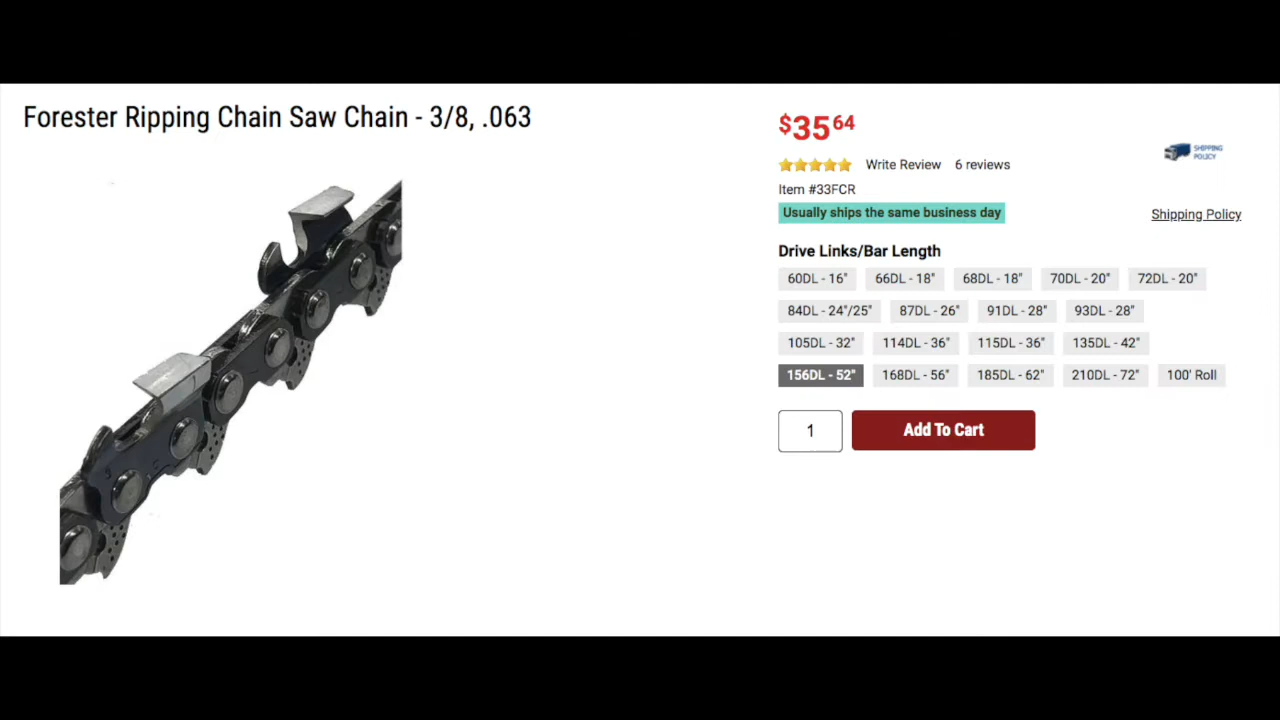 Forester Ripping Chain Saw Chain - 3/8, .063
$35 64
Write Review 6 reviews
SHIPPING
POLICY
Item #33FCR
Usually ships the same business day
Shipping Policy
Drive Links/Bar Length
60DL - 16" 66DL - 18" 68DL - 18" 70DL - 20" 72DL - 20"
84DL - 24"/25" 87DL - 26" 91DL - 28" 93DL - 28"
105DL - 32" 114DL - 36" 115DL - 36" 135DL - 42"
156DL - 52" 168DL - 56" 185DL - 62" 210DL - 72" 100' Roll
1 Add To Cart